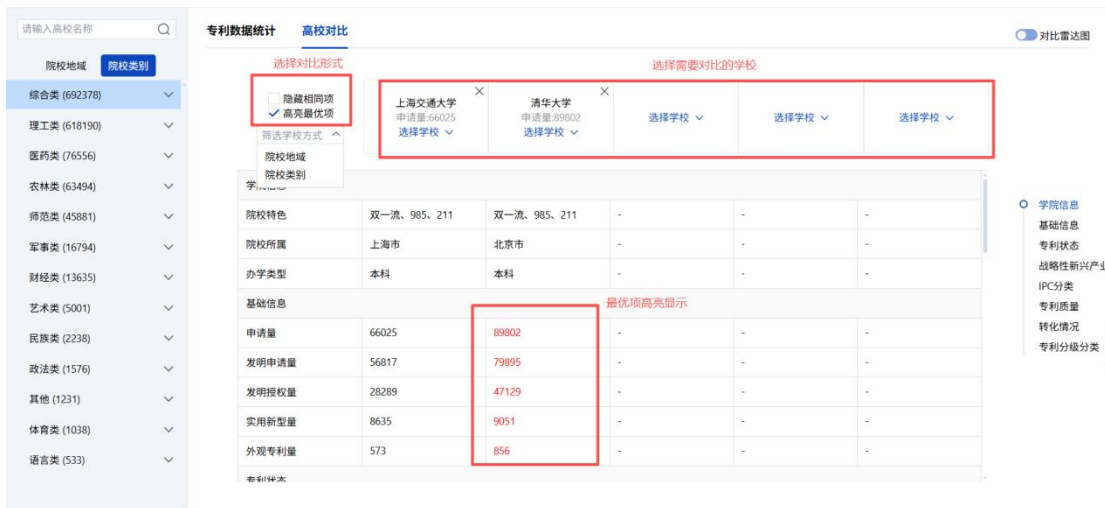 请输入高校名称
专利数据统计 高校对比
对比雷达图
院校地域 院校类别
综合类 (692378)
理工类 (618190)
医药类 (76556)
农林类 (63494)
师范类 (45881)
军事类 (16794)
财经类 (13635)
艺术类 (5001)
民族类 (2238)
政法类 (1576)
其他 (1231)
体育类 (1038)
语言类 (533)
选择对比形式
选择需要对比的学校
隐藏相同项
高亮最优项
筛选学校方式
院校地域
院校类别
上海交通大学
申请量:66025
选择学校
清华大学
申请量:89802
选择学校
选择学校
选择学校
选择学校
学院信息
院校特色 双一流、985、211 双一流、985、211 - - -
院校所属 上海市 北京市 - - -
办学类型 本科 本科 - - -
基础信息
最优项高亮显示
申请量 66025 89802 - - -
发明申请量 56817 79895 - - -
发明授权量 28289 47129 - - -
实用新型量 8635 9051 - - -
外观专利量 573 856 - - -
专利状态
学院信息
基础信息
专利状态
战略性新兴产业
IPC分类
专利质量
转化情况
专利分级分类